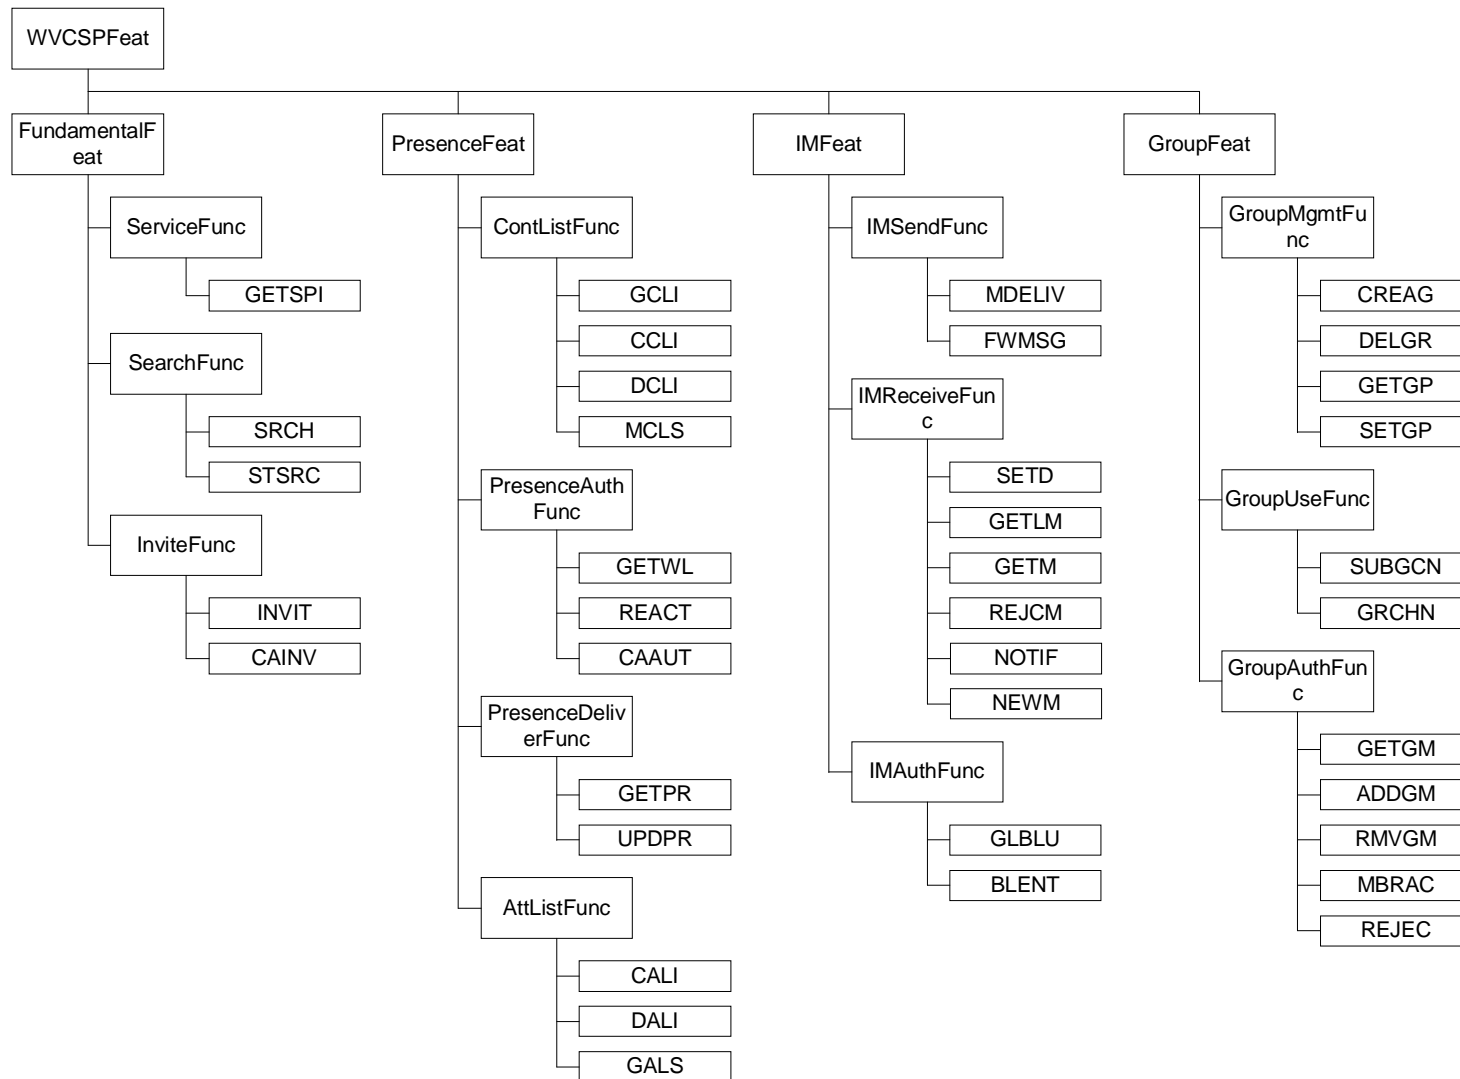 WVCSPFeat
FundamentalF
eat
ServiceFunc
GETSPI
SearchFunc
SRCH
STSRC
InviteFunc
INVIT
CAINV
PresenceFeat
ContListFunc
GCLI
CCLI
DCLI
MCLS
PresenceAuth
Func
GETWL
REACT
CAAUT
PresenceDeliv
erFunc
GETPR
UPDPR
AttListFunc
CALI
DALI
GALS
IMFeat
IMSendFunc
MDELIV
FWMSG
IMReceiveFun
c
SETD
GETLM
GETM
REJCM
NOTIF
NEWM
IMAuthFunc
GLBLU
BLENT
GroupFeat
GroupMgmtFu
nc
CREAG
DELGR
GETGP
SETGP
GroupUseFunc
SUBGCN
GRCHN
GroupAuthFun
c
GETGM
ADDGM
RMVGM
MBRAC
REJEC